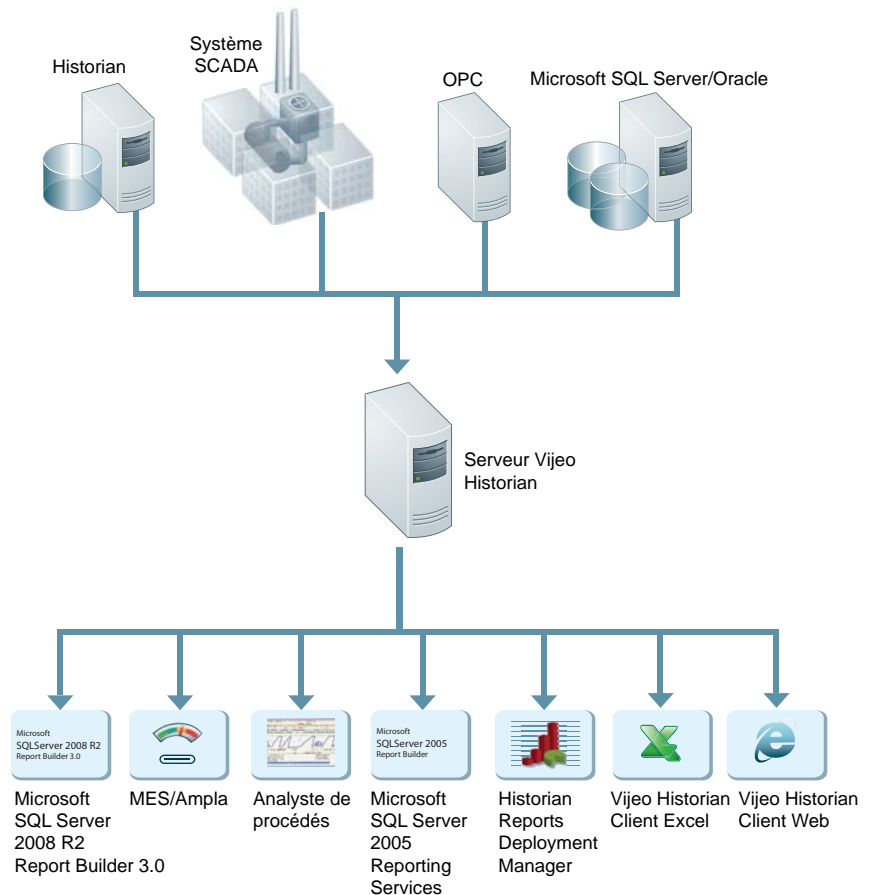 Historian
Système
SCADA
OPC
Microsoft SQL Server/Oracle
Serveur Vijeo
Historian
Microsoft
SQLServer 2008 R2
Report Builder 3.0
Microsoft
SQLServer 2005
Report Builder
Microsoft
SQL Server
2008 R2
Report Builder 3.0
MES/Ampla
Analyste de
procédés
Microsoft
SQL Server
2005
Reporting
Services
Historian
Reports
Deployment
Manager
Vijeo Historian
Client Excel
Vijeo Historian
Client Web